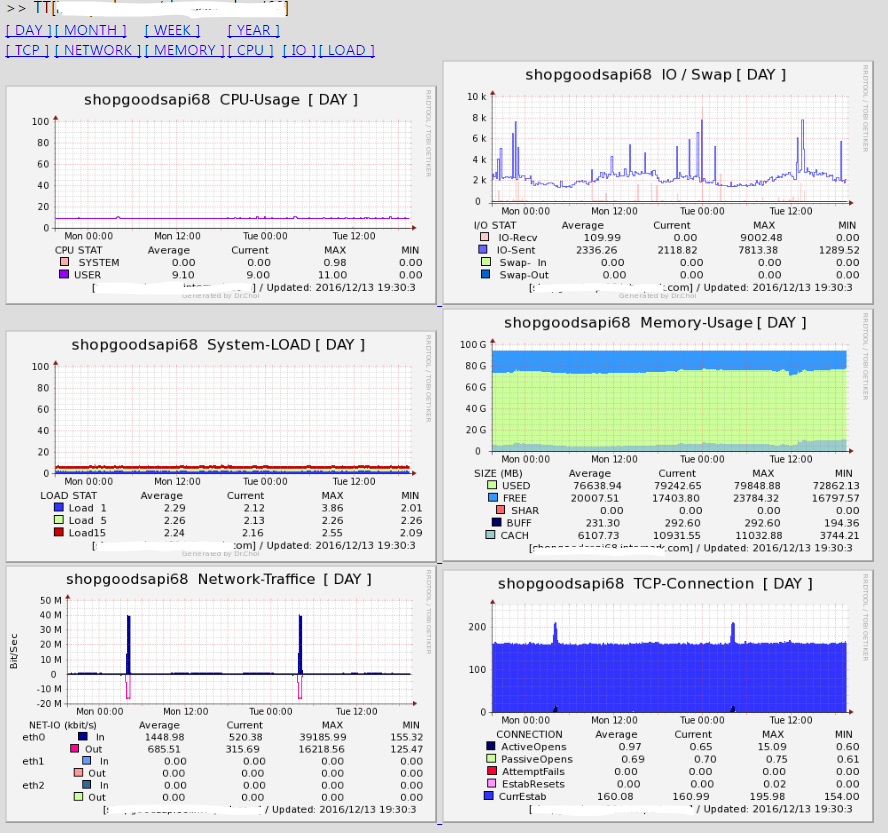 >> TT[
[ DAY ] [ MONTH ] [ WEEK ] [ YEAR ]
[ TCP ] [ NETWORK ] [ MEMORY ] [ CPU ] [ IO ] [ LOAD ]
shopgoodsapi68 CPU-Usage [ DAY ]
RRDTOOL / TOBI OETIKER
100
80
60
40
20
0
Mon 00:00 Mon 12:00 Tue 00:00 Tue 12:00
CPU STAT Average Current MAX MIN
SYSTEM 0.00 0.00 0.98 0.00
USER 9.10 9.00 11.00 0.00
] / Updated: 2016/12/13 19:30:3
Generated by Dr.Choi
shopgoodsapi68 IO / Swap [ DAY ]
RRDTOOL / TOBI OETIKER
10 k
8 k
6 k
4 k
2 k
0
Mon 00:00 Mon 12:00 Tue 00:00 Tue 12:00
I/O STAT Average Current MAX MIN
IO-Recv 109.99 0.00 9002.48 0.00
IO-Sent 2336.26 2118.82 7813.38 1289.52
Swap- In 0.00 0.00 0.00 0.00
Swap-Out 0.00 0.00 0.00 0.00
] / Updated: 2016/12/13 19:30:3
Generated by Dr.Choi
shopgoodsapi68 System-LOAD [ DAY ]
RRDTOOL / TOBI OETIKER
100
80
60
40
20
0
Mon 00:00 Mon 12:00 Tue 00:00 Tue 12:00
LOAD STAT Average Current MAX MIN
Load 1 2.29 2.12 3.86 2.01
Load 5 2.26 2.13 2.26 2.26
Load15 2.24 2.16 2.55 2.09
.com] / Updated: 2016/12/13 19:30:3
Generated by Dr.Choi
shopgoodsapi68 Memory-Usage [ DAY ]
RRDTOOL / TOBI OETIKER
100 G
80 G
60 G
40 G
20 G
0
Mon 00:00 Mon 12:00 Tue 00:00 Tue 12:00
SIZE (MB) Average Current MAX MIN
USED 76638.94 79242.65 79848.88 72862.13
FREE 20007.51 17403.80 23784.32 16797.57
SHAR 0.00 0.00 0.00 0.00
BUFF 231.30 292.60 292.60 194.36
CACH 6107.73 10931.55 11032.88 3744.21
.com] / Updated: 2016/12/13 19:30:3
shopgoodsapi68 Network-Traffice [ DAY ]
RRDTOOL / TOBI OETIKER
Bit/Sec
50 M
40 M
30 M
20 M
10 M
0
-10 M
-20 M
Mon 00:00 Mon 12:00 Tue 00:00 Tue 12:00
NET-IO (kbit/s) Average Current MAX MIN
eth0 In 1448.98 520.38 39185.99 155.32
Out 685.51 315.69 16218.56 125.47
eth1 In 0.00 0.00 0.00 0.00
Out 0.00 0.00 0.00 0.00
eth2 In 0.00 0.00 0.00 0.00
Out 0.00 0.00 0.00 0.00
] / Updated: 2016/12/13 19:30:3
shopgoodsapi68 TCP-Connection [ DAY ]
RRDTOOL / TOBI OETIKER
200
100
0
Mon 00:00 Mon 12:00 Tue 00:00 Tue 12:00
CONNECTION Average Current MAX MIN
ActiveOpens 0.97 0.65 15.09 0.60
PassiveOpens 0.69 0.70 0.75 0.61
AttemptFails 0.00 0.00 0.00 0.00
EstabResets 0.00 0.00 0.02 0.00
CurrEstab 160.08 160.99 195.98 154.00
] / Updated: 2016/12/13 19:30:3